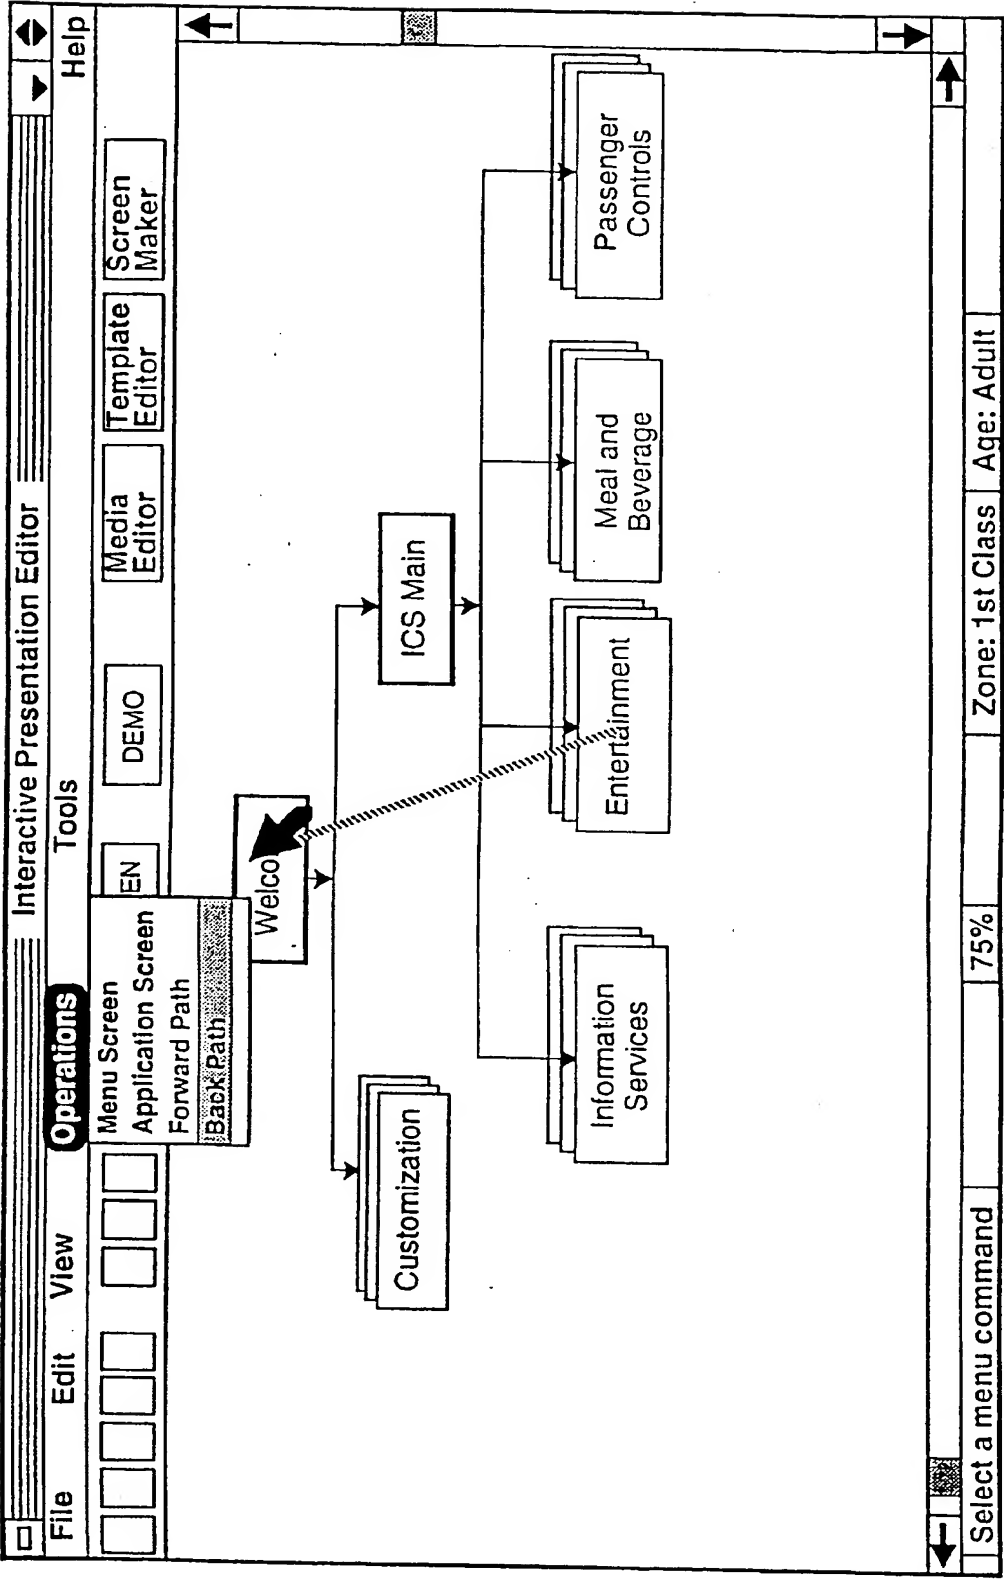 Interactive Presentation Editor
File Edit View Operations Tools Help
EN DEMO
Media
Editor
Template
Editor
Screen
Maker
Menu Screen
Application Screen
Forward Path
Back Path
Welco
Customization
ICS Main
Information
Services
Entertainment
Meal and
Beverage
Passenger
Controls
Select a menu command 75% Zone: 1st Class Age: Adult